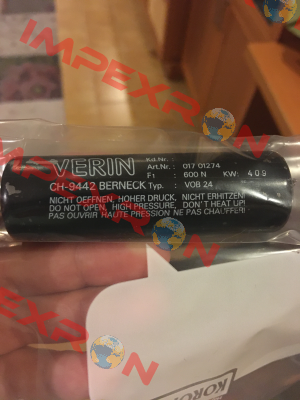 IMPEXRON
Kd.Nr. :
VERIN Art.Nr. : 017 01274
F1 : 600 N KW: 409
CH-9442 BERNECK Typ. : VOB 24
NICHT OEFFNEN, HOHER DRUCK, NICHT ERHITZEN!
DO NOT OPEN, HIGH PRESSURE, DON'T HEAT UP!
PAS OUVRIR HAUTE PRESSION NE PAS CHAUFFER!
IMPEXRON